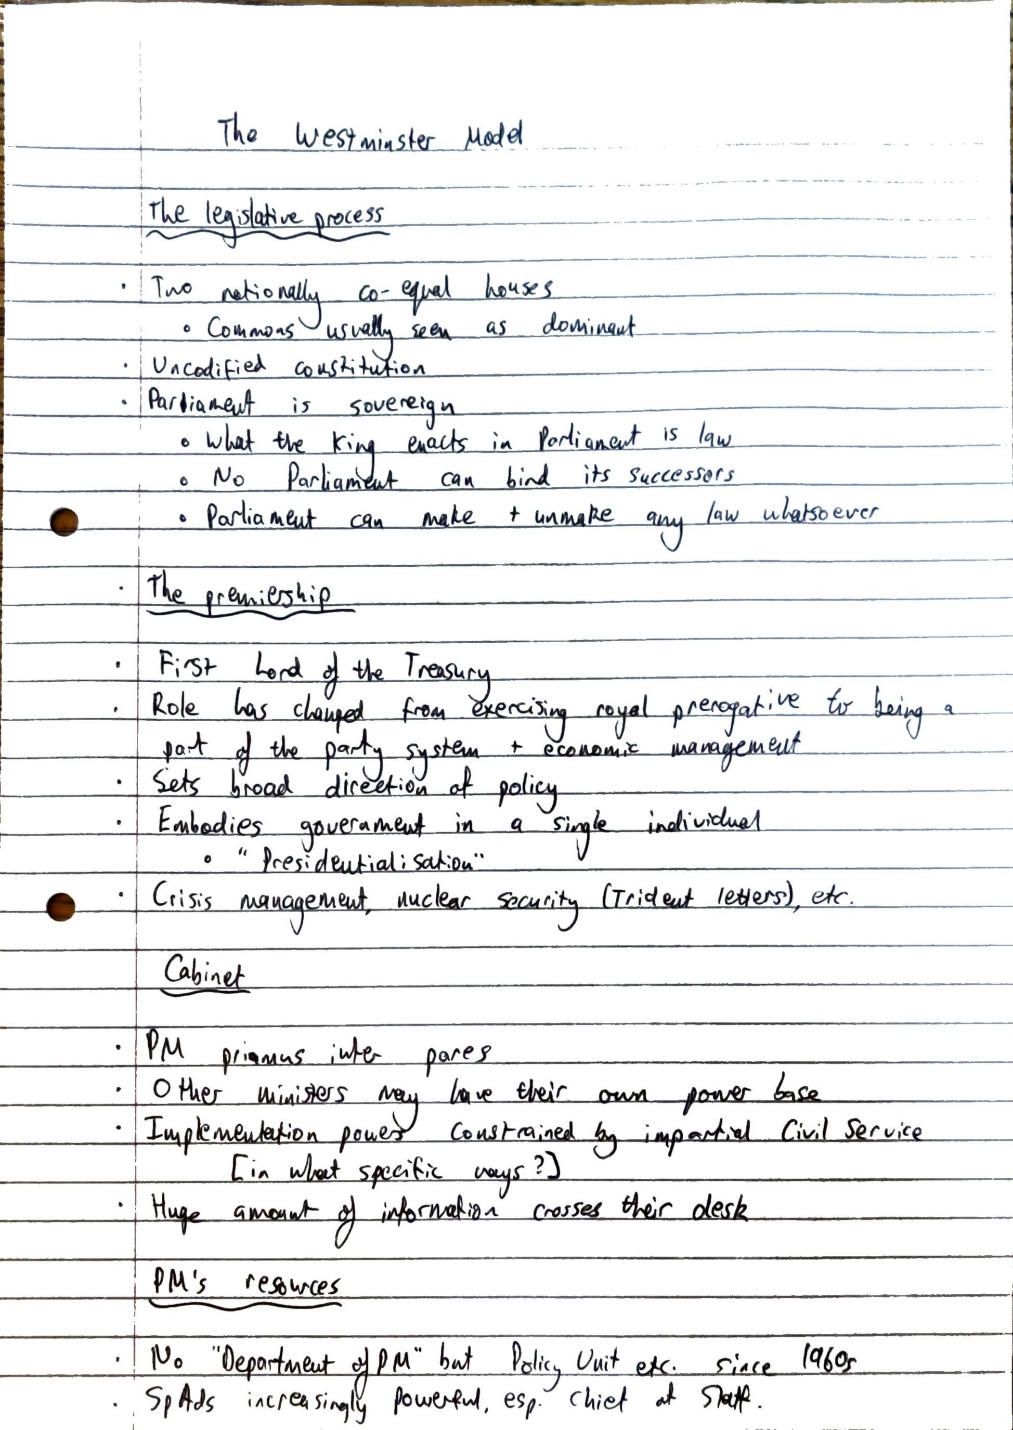 The Westminster Model
The legislative process
· Two notionally co-equal houses
∘ Commons usually seen as dominant
· Uncodified constitution
· Parliament is sovereign
∘ What the King enacts in Parliament is law
∘ No Parliament can bind its successors
∘ Parliament can make + unmake any law whatsoever
· The premiership
· First Lord of the Treasury
· Role has changed from exercising royal prerogative to being a
part of the party system + economic management
· Sets broad direction of policy
· Embodies government in a single individual
∘ "Presidentialisation"
· Crisis management, nuclear security (Trident letters), etc.
Cabinet
· PM primus inter pares
· Other ministers may have their own power base
· Implementation power constrained by impartial Civil Service
[in what specific ways?]
· Huge amount of information crosses their desk
PM's resources
· No "Department of PM" but Policy Unit etc. since 1960s
· SpAds increasingly powerful, esp. Chief of Staff.